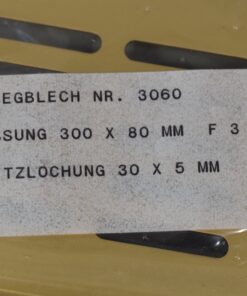 EGBLECH NR. 3060
SSUNG 300 X 80 MM F 3
TZLOCHUNG 30 X 5 MM